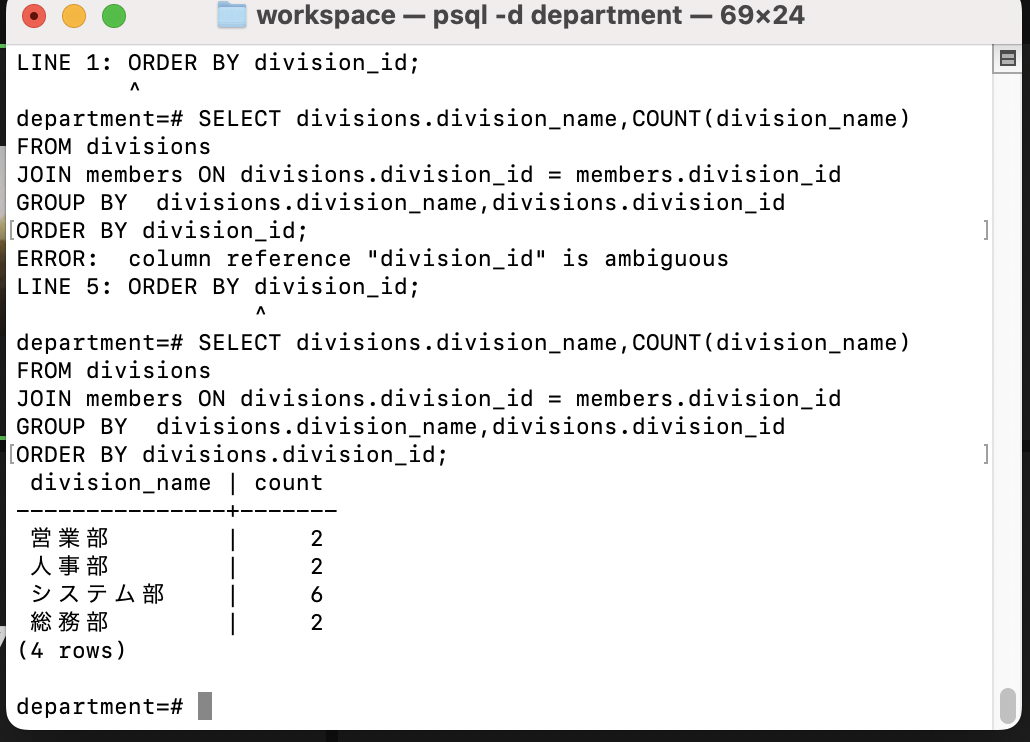 workspace — psql -d department — 69×24
LINE 1: ORDER BY division_id;
        ^
department=# SELECT divisions.division_name,COUNT(division_name)
FROM divisions
JOIN members ON divisions.division_id = members.division_id
GROUP BY  divisions.division_name,divisions.division_id
[ORDER BY division_id;                                                ]
ERROR:  column reference "division_id" is ambiguous
LINE 5: ORDER BY division_id;
                 ^
department=# SELECT divisions.division_name,COUNT(division_name)
FROM divisions
JOIN members ON divisions.division_id = members.division_id
GROUP BY  divisions.division_name,divisions.division_id
[ORDER BY divisions.division_id;                                      ]
 division_name | count
---------------+-------
 営業部        |     2
 人事部        |     2
 システム部    |     6
 総務部        |     2
(4 rows)
department=#